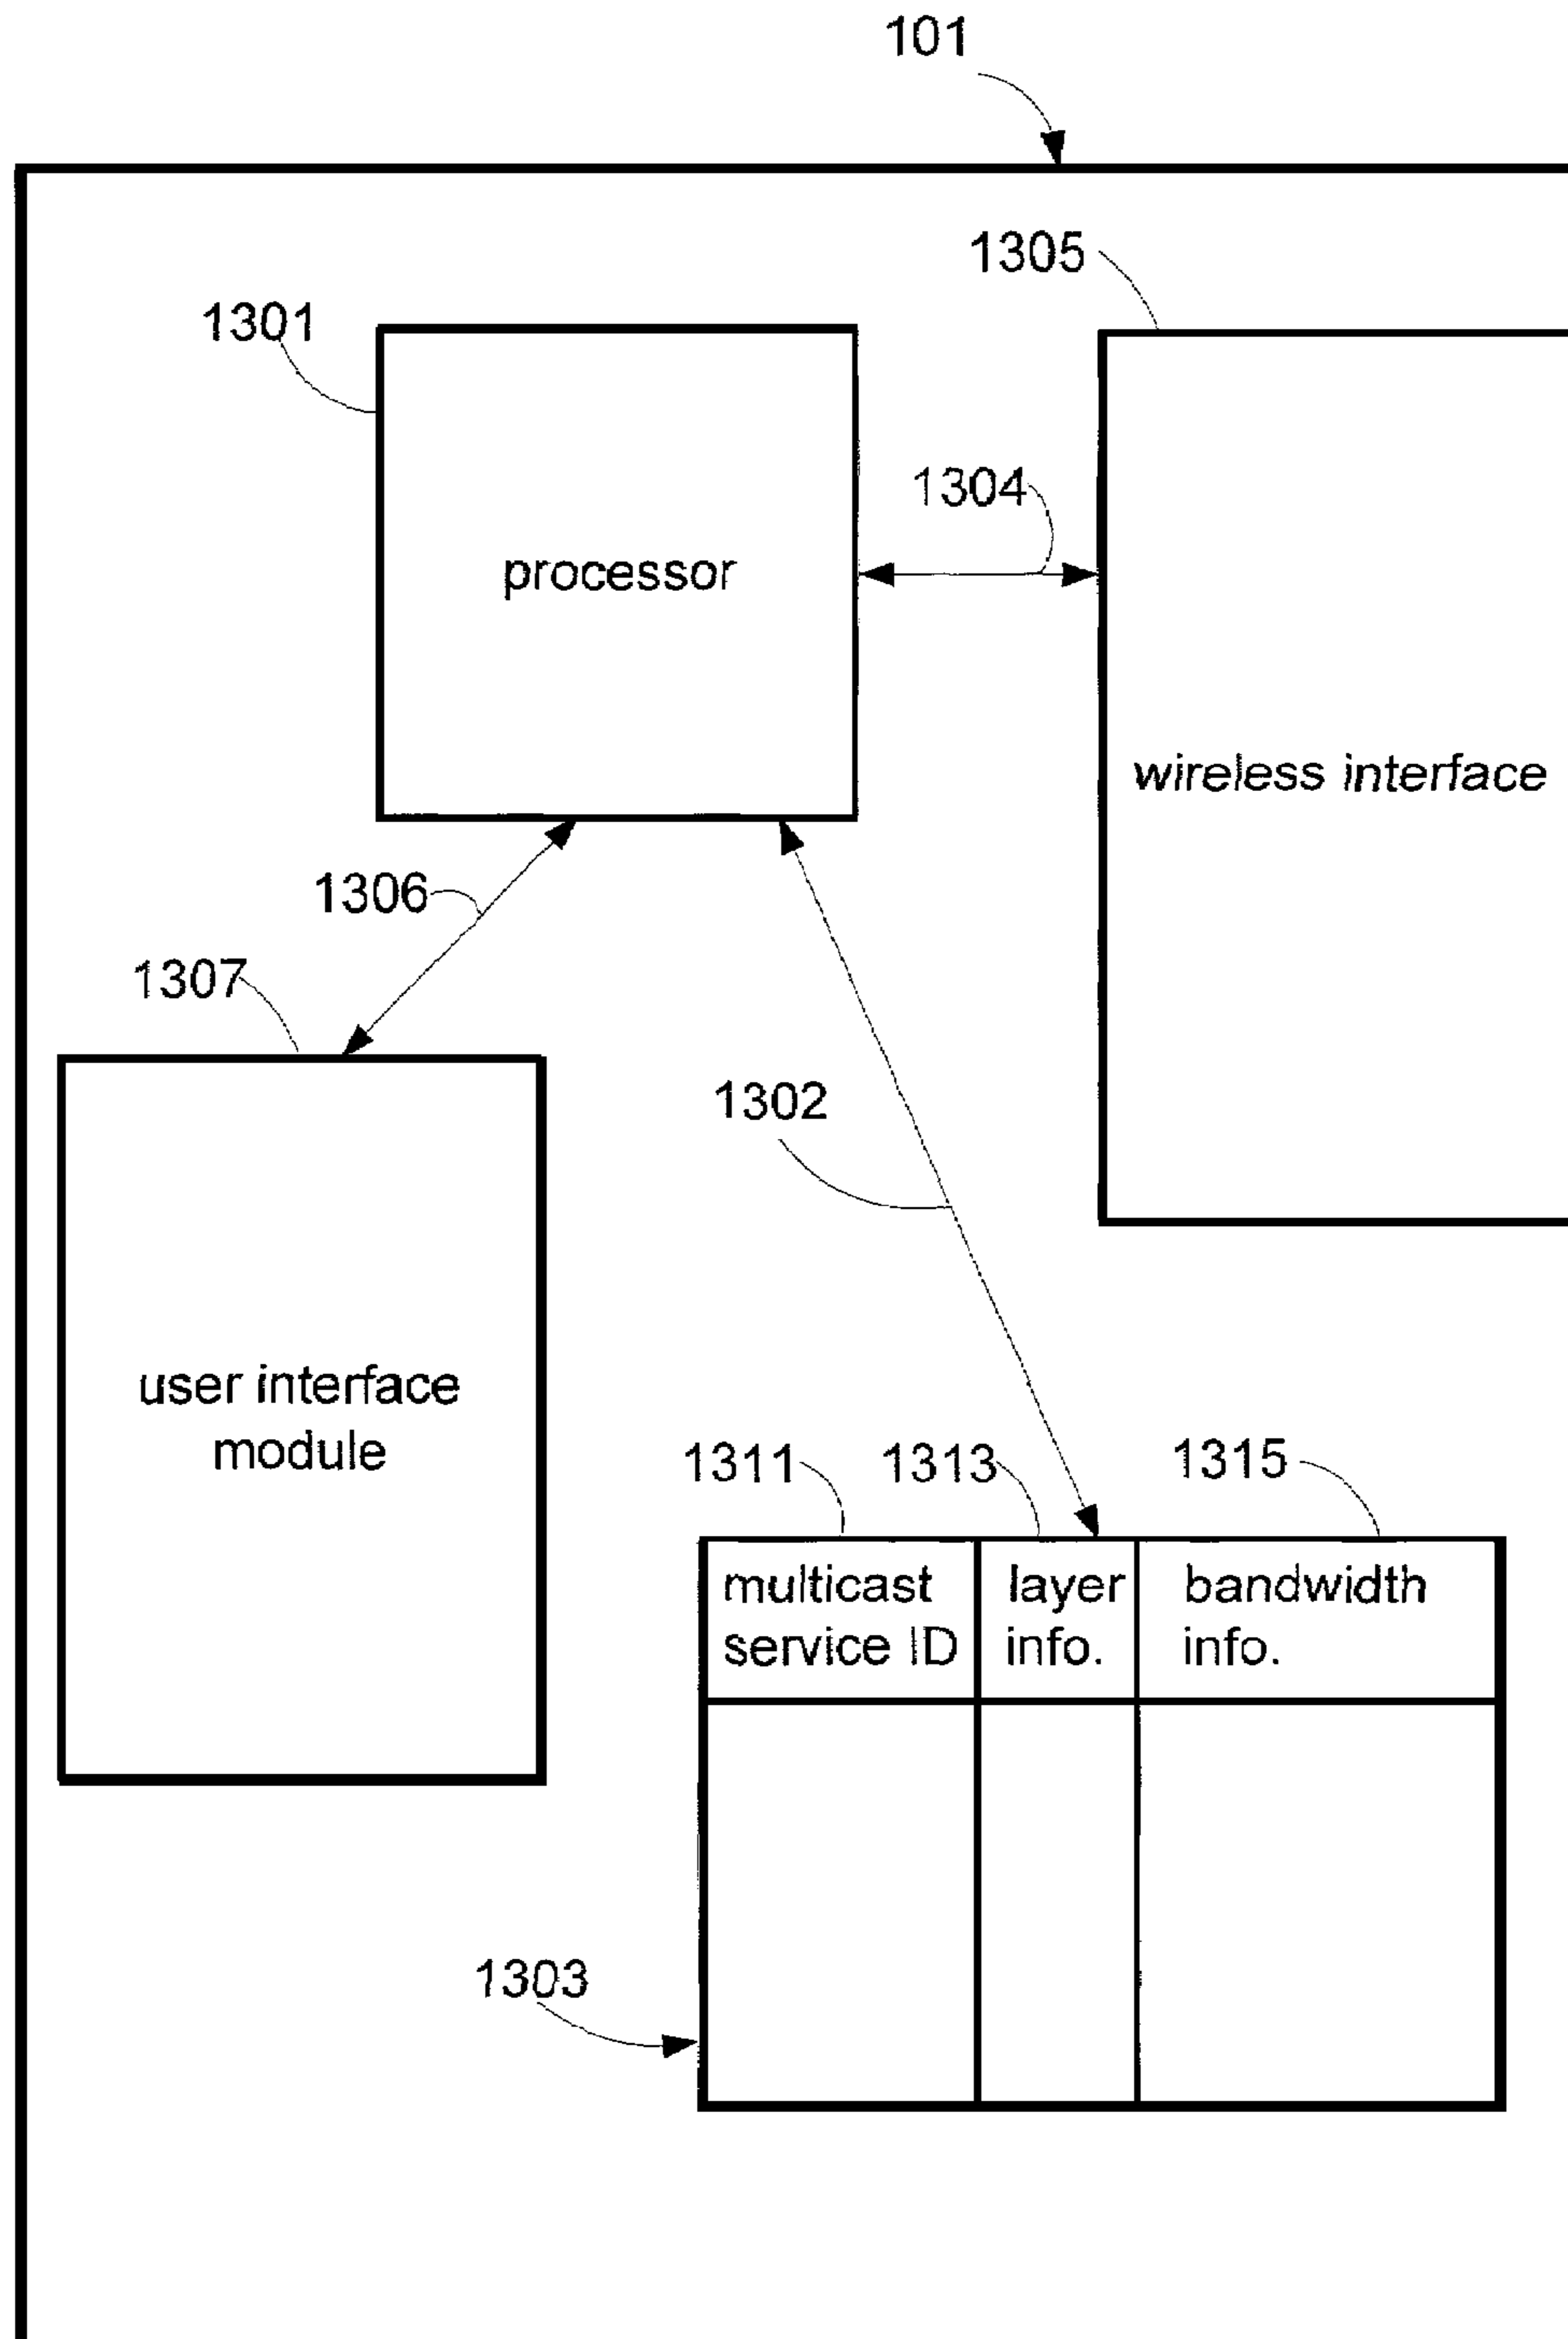 101
1305
1301
1304
processor
wireless interface
1306
1307
1302
user interface
module
1311
1313
1315
multicast
service ID
layer
info.
bandwidth
info.
1303